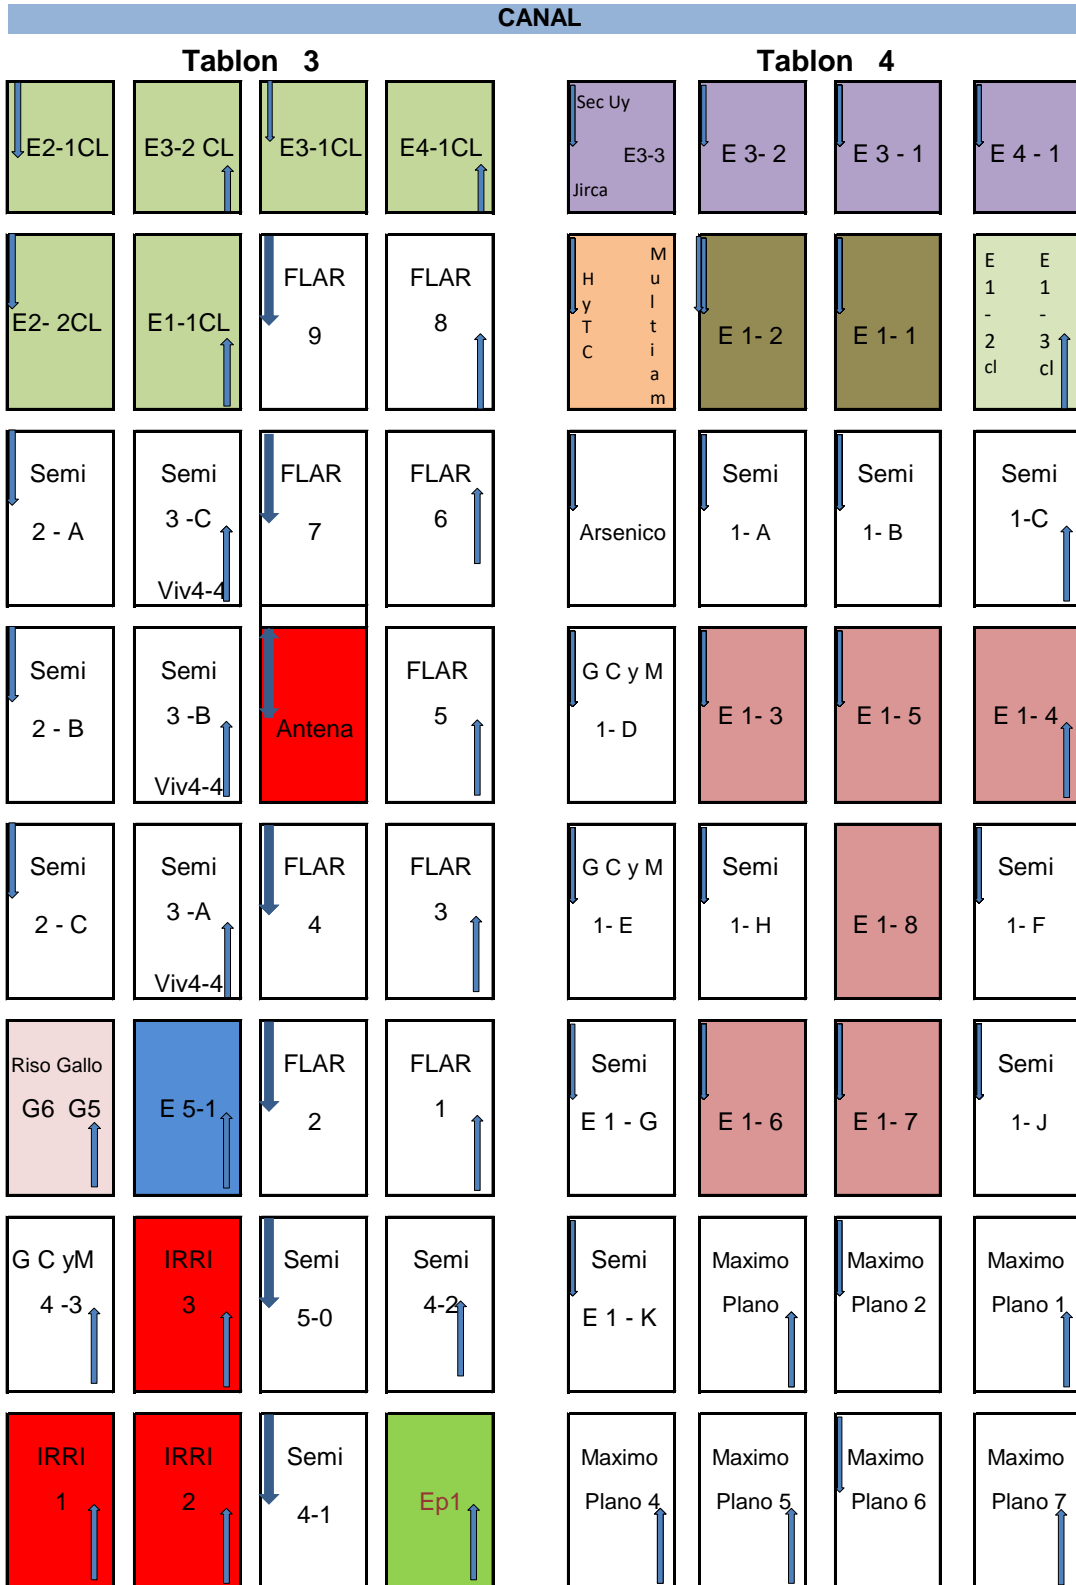 CANAL
Tablon 3
Tablon 4
E2-1CL
E3-2 CL
E3-1CL
E4-1CL
Sec Uy
E3-3
Jirca
E 3- 2
E 3 - 1
E 4 - 1
E2- 2CL
E1-1CL
FLAR
9
FLAR
8
HyTC
Multiam
E 1- 2
E 1- 1
E1-2cl
E1-3cl
Semi
2 - A
Semi
3 -C
Viv4-4
FLAR
7
FLAR
6
Arsenico
Semi
1- A
Semi
1- B
Semi
1-C
Semi
2 - B
Semi
3 -B
Viv4-4
Antena
FLAR
5
G C y M
1- D
E 1- 3
E 1- 5
E 1- 4
Semi
2 - C
Semi
3 -A
Viv4-4
FLAR
4
FLAR
3
G C y M
1- E
Semi
1- H
E 1- 8
Semi
1- F
Riso Gallo
G6 G5
E 5-1
FLAR
2
FLAR
1
Semi
E 1 - G
E 1- 6
E 1- 7
Semi
1- J
G C yM
4 -3
IRRI
3
Semi
5-0
Semi
4-2
Semi
E 1 - K
Maximo
Plano
Maximo
Plano 2
Maximo
Plano 1
IRRI
1
IRRI
2
Semi
4-1
Ep1
Maximo
Plano 4
Maximo
Plano 5
Maximo
Plano 6
Maximo
Plano 7